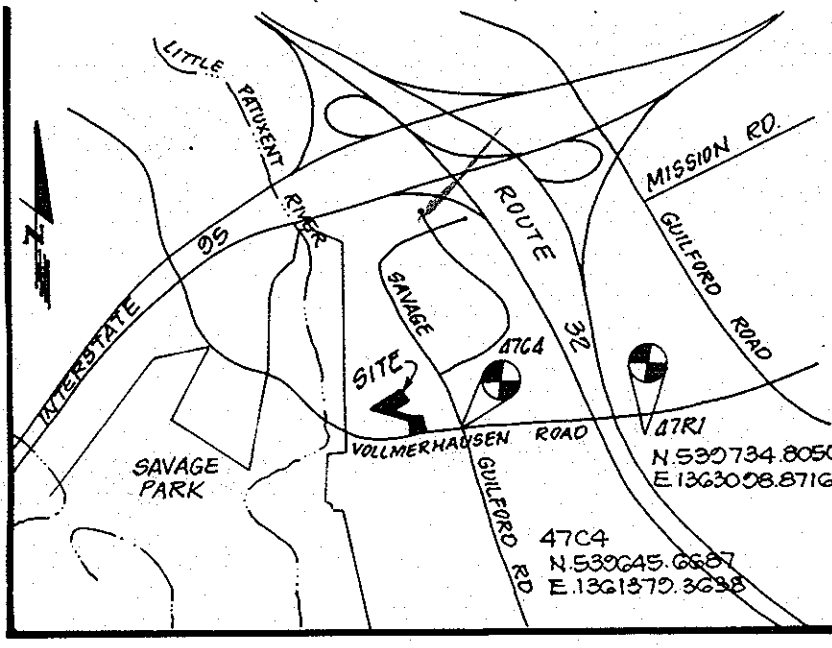 LITTLE
PATUXENT
RIVER
N
INTERSTATE
95
ROUTE
32
MISSION RD.
GUILFORD
ROAD
SAVAGE
47C4
SITE
VOLLMERHAUSEN ROAD
47R1
N.539734.8050
E.1363098.8716
SAVAGE
PARK
GUILFORD RD
47C4
N.539645.6687
E.1361379.3638